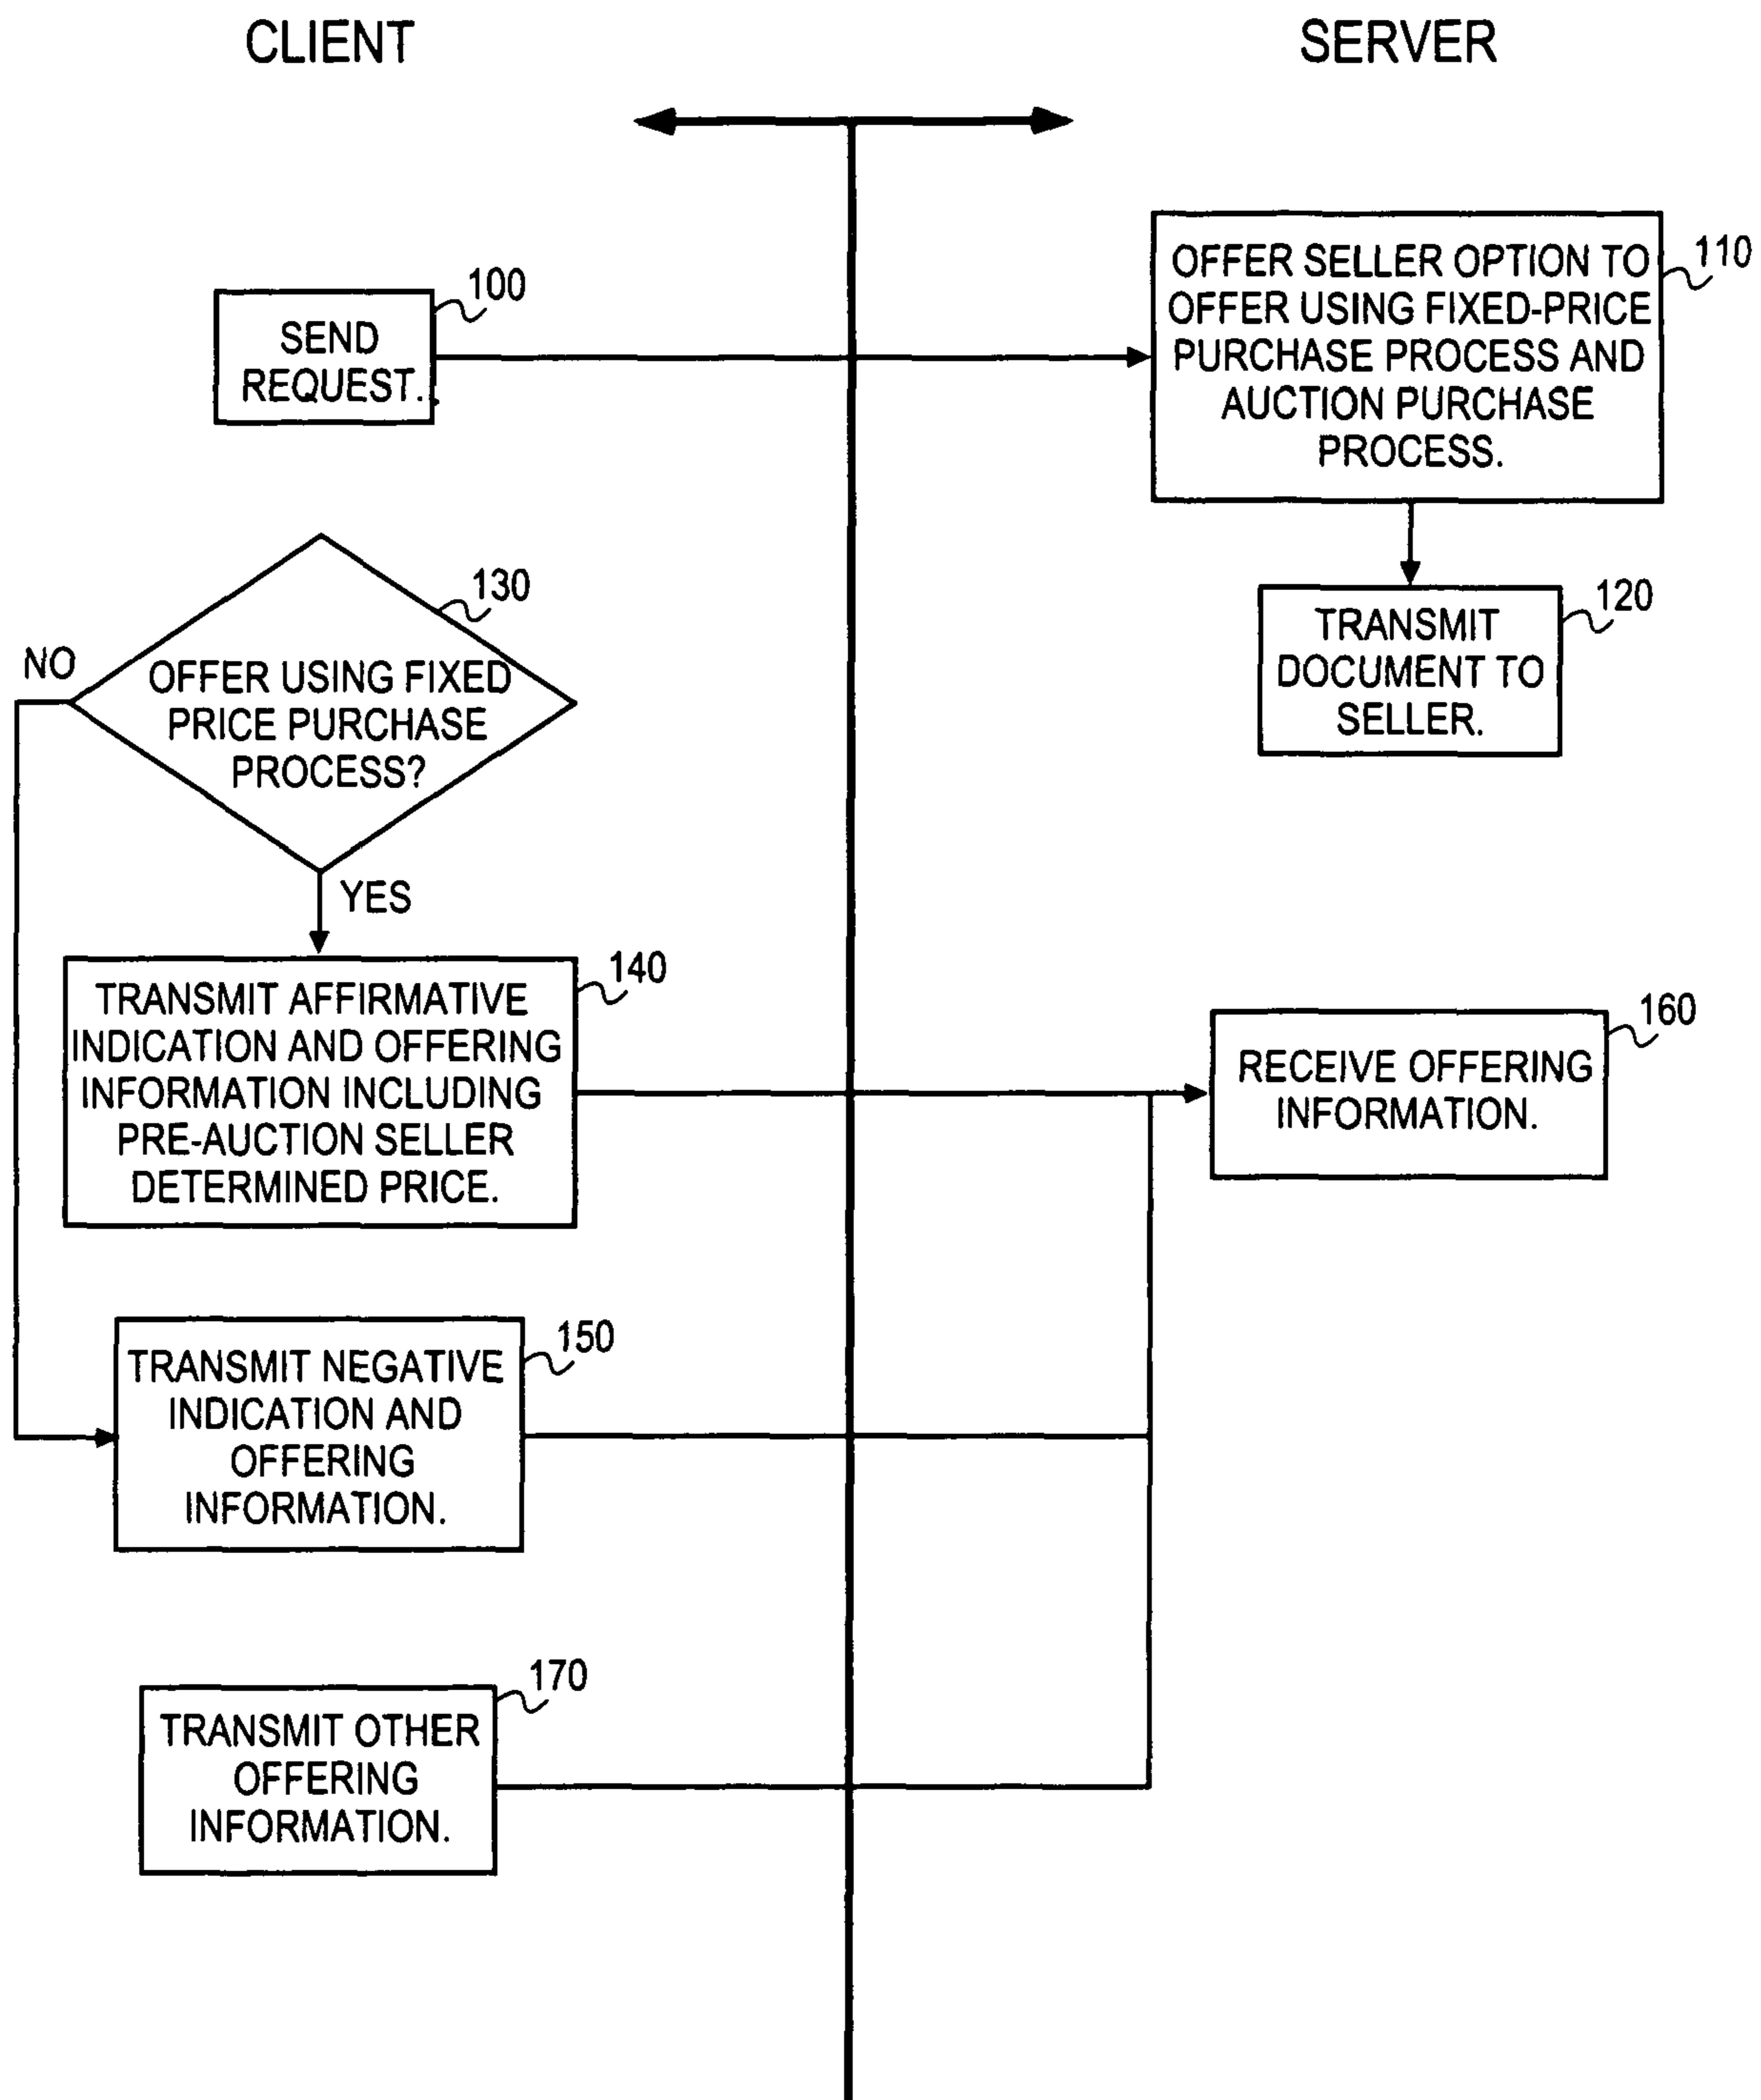 CLIENT
SERVER
100
SEND
REQUEST.
110
OFFER SELLER OPTION TO
OFFER USING FIXED-PRICE
PURCHASE PROCESS AND
AUCTION PURCHASE
PROCESS.
120
TRANSMIT
DOCUMENT TO
SELLER.
130
NO
OFFER USING FIXED
PRICE PURCHASE
PROCESS?
YES
140
TRANSMIT AFFIRMATIVE
INDICATION AND OFFERING
INFORMATION INCLUDING
PRE-AUCTION SELLER
DETERMINED PRICE.
160
RECEIVE OFFERING
INFORMATION.
150
TRANSMIT NEGATIVE
INDICATION AND
OFFERING
INFORMATION.
170
TRANSMIT OTHER
OFFERING
INFORMATION.